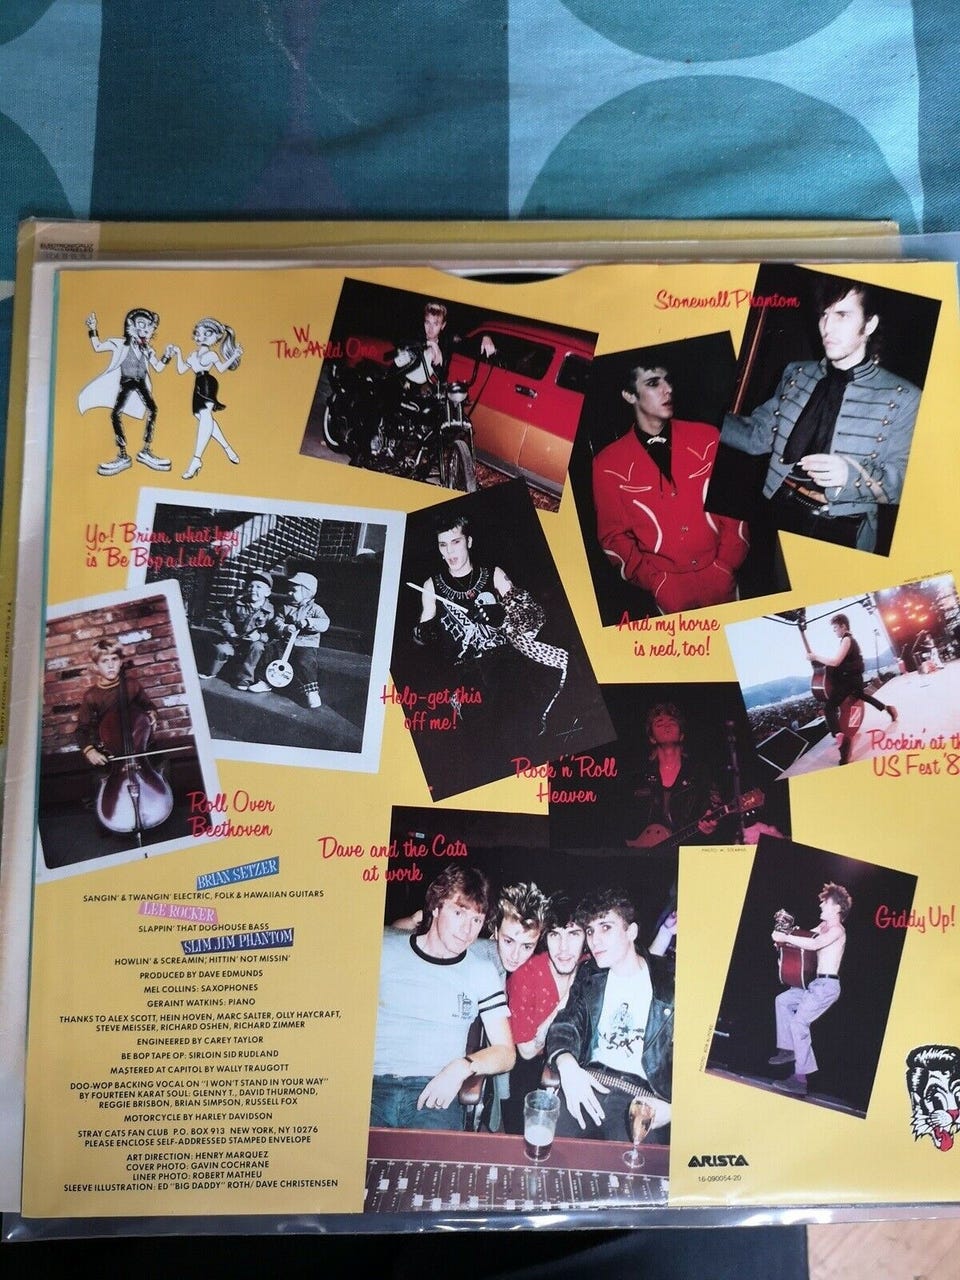 Stonewall Phantom
W
The Mild One
Yo! Brian, what key
is 'Be Bop a Lula'?
And my horse
is red, too!
Help-get this
off me!
Rockin' at th
US Fest '8
Rock 'n' Roll
Heaven
Roll Over
Beethoven
Dave and the Cats
at work
Giddy Up!
BRIAN SETZER
SANGIN' & TWANGIN' ELECTRIC, FOLK & HAWAIIAN GUITARS
LEE ROCKER
SLAPPIN' THAT DOGHOUSE BASS
SLIM JIM PHANTOM
HOWLIN' & SCREAMIN', HITTIN' NOT MISSIN'
PRODUCED BY DAVE EDMUNDS
MEL COLLINS: SAXOPHONES
GERAINT WATKINS: PIANO
THANKS TO ALEX SCOTT, HEIN HOVEN, MARC SALTER, OLLY HAYCRAFT,
STEVE MEISSER, RICHARD OSHEN, RICHARD ZIMMER
ENGINEERED BY CAREY TAYLOR
BE BOP TAPE OP: SIRLOIN SID RUDLAND
MASTERED AT CAPITOL BY WALLY TRAUGOTT
DOO-WOP BACKING VOCAL ON "I WON'T STAND IN YOUR WAY"
BY FOURTEEN KARAT SOUL: GLENNY T., DAVID THURMOND,
REGGIE BRISBON, BRIAN SIMPSON, RUSSELL FOX
MOTORCYCLE BY HARLEY DAVIDSON
STRAY CATS FAN CLUB P.O. BOX 913 NEW YORK, NY 10276
PLEASE ENCLOSE SELF-ADDRESSED STAMPED ENVELOPE
ART DIRECTION: HENRY MARQUEZ
COVER PHOTO: GAVIN COCHRANE
LINER PHOTO: ROBERT MATHEU
SLEEVE ILLUSTRATION: ED "BIG DADDY" ROTH/ DAVE CHRISTENSEN
ARISTA
16-090054-20